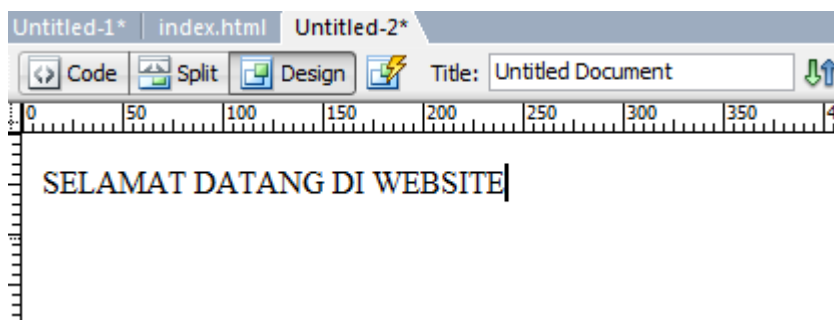 Untitled-1* index.html Untitled-2*
Code Split Design Title: Untitled Document
0 50 100 150 200 250 300 350
SELAMAT DATANG DI WEBSITE